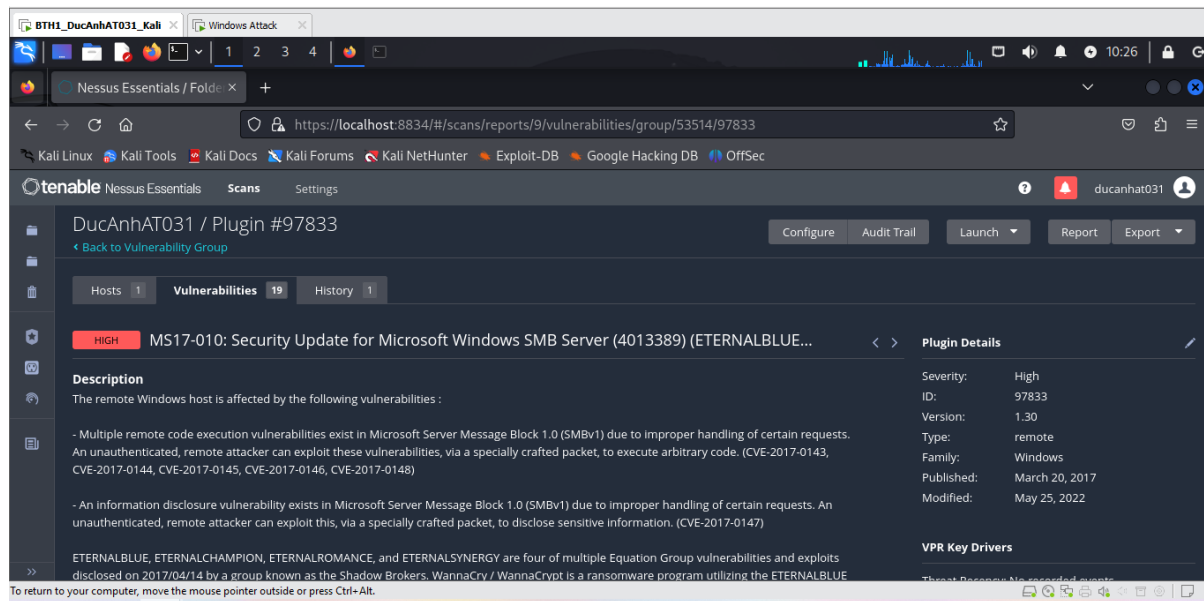 BTH1_DucAnhAT031_Kali
Windows Attack
1 2 3 4
10:26
Nessus Essentials / Folde
https://localhost:8834/#/scans/reports/9/vulnerabilities/group/53514/97833
Kali Linux Kali Tools Kali Docs Kali Forums Kali NetHunter Exploit-DB Google Hacking DB OffSec
tenable Nessus Essentials Scans Settings ducanhat031
DucAnhAT031 / Plugin #97833
Configure Audit Trail Launch Report Export
Back to Vulnerability Group
Hosts 1 Vulnerabilities 19 History 1
HIGH MS17-010: Security Update for Microsoft Windows SMB Server (4013389) (ETERNALBLUE...
Description
The remote Windows host is affected by the following vulnerabilities :
- Multiple remote code execution vulnerabilities exist in Microsoft Server Message Block 1.0 (SMBv1) due to improper handling of certain requests.
An unauthenticated, remote attacker can exploit these vulnerabilities, via a specially crafted packet, to execute arbitrary code. (CVE-2017-0143,
CVE-2017-0144, CVE-2017-0145, CVE-2017-0146, CVE-2017-0148)
- An information disclosure vulnerability exists in Microsoft Server Message Block 1.0 (SMBv1) due to improper handling of certain requests. An
unauthenticated, remote attacker can exploit this, via a specially crafted packet, to disclose sensitive information. (CVE-2017-0147)
ETERNALBLUE, ETERNALCHAMPION, ETERNALROMANCE, and ETERNALSYNERGY are four of multiple Equation Group vulnerabilities and exploits
disclosed on 2017/04/14 by a group known as the Shadow Brokers. WannaCry / WannaCrypt is a ransomware program utilizing the ETERNALBLUE
Plugin Details
Severity: High
ID: 97833
Version: 1.30
Type: remote
Family: Windows
Published: March 20, 2017
Modified: May 25, 2022
VPR Key Drivers
Threat Recency: No recorded events
To return to your computer, move the mouse pointer outside or press Ctrl+Alt.